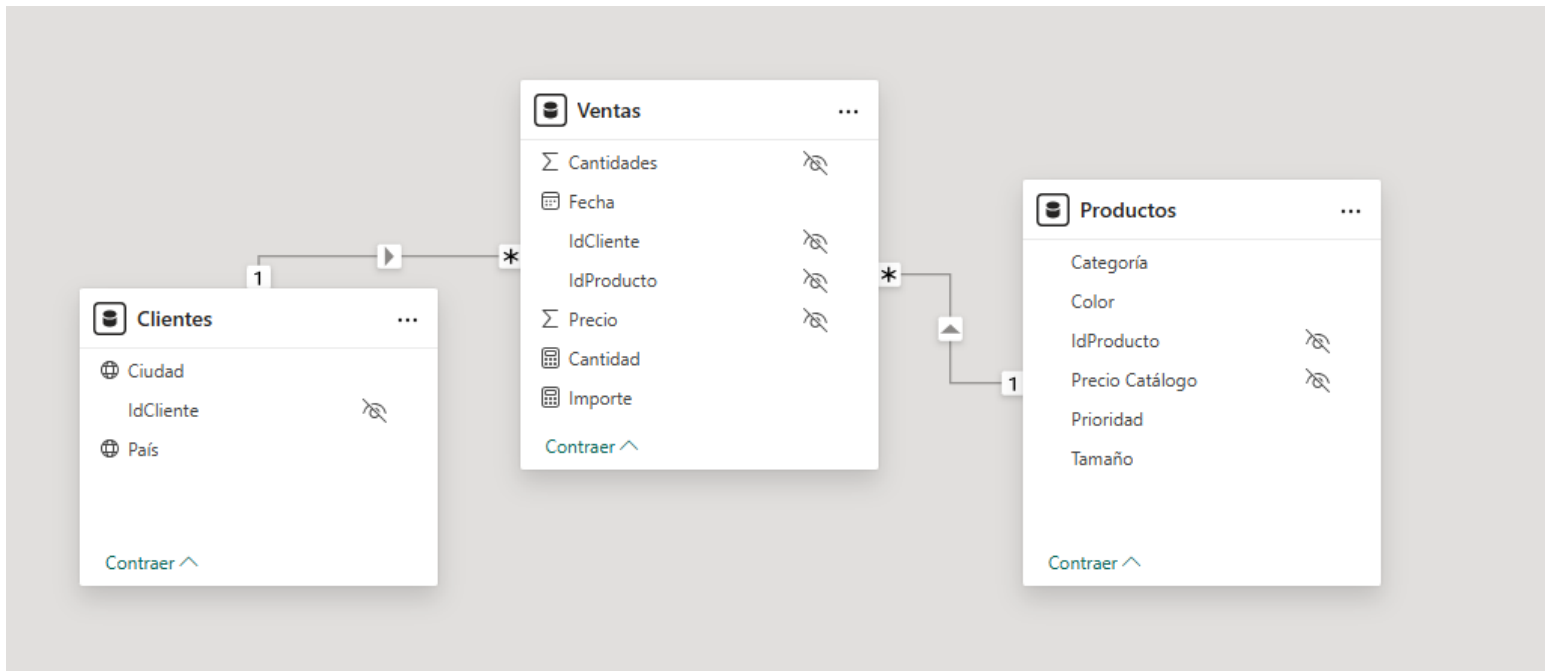 Ventas
Cantidades
Fecha
IdCliente
IdProducto
Precio
Cantidad
Importe
Contraer
1
*
Clientes
Ciudad
IdCliente
País
Contraer
*
1
Productos
Categoría
Color
IdProducto
Precio Catálogo
Prioridad
Tamaño
Contraer